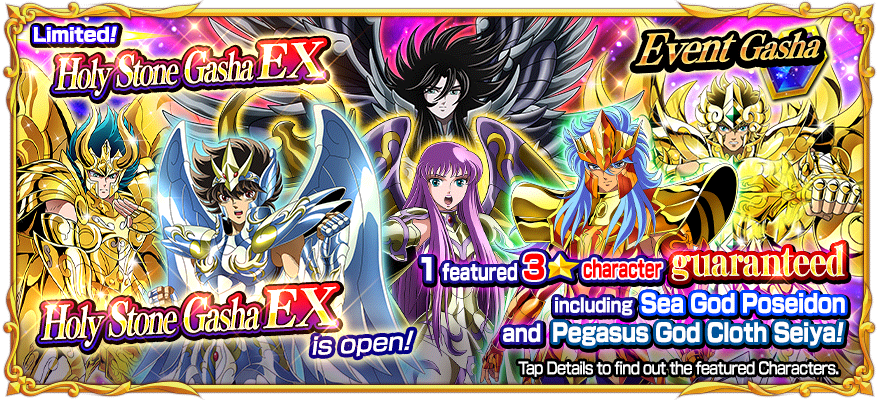 Limited!
Holy Stone Gasha EX
Event Gasha
1 featured 3★ character guaranteed
including Sea God Poseidon
and Pegasus God Cloth Seiya!
Holy Stone Gasha EX
is open!
Tap Details to find out the featured Characters.